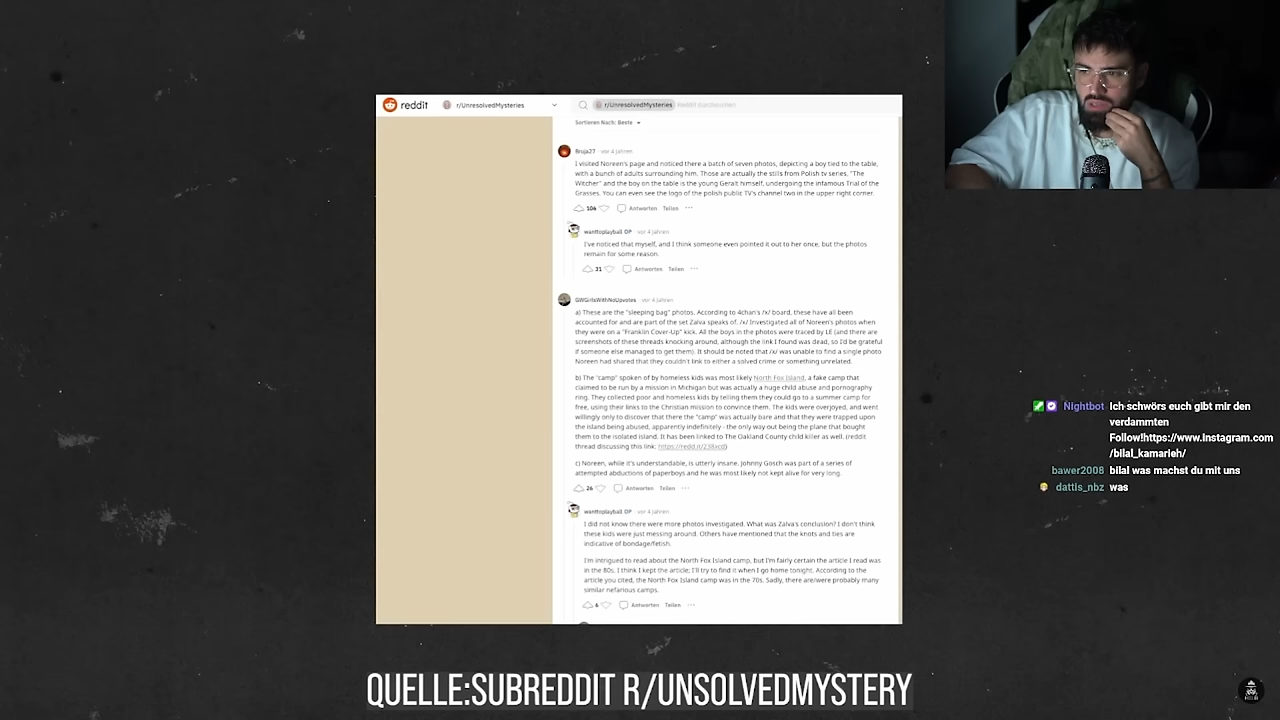 reddit
r/UnresolvedMysteries
r/UnresolvedMysteries
Sortieren Nach: Beste
Bruja27 · vor 4 Jahren
I visited Noreen's page and noticed there a batch of seven photos, depicting a boy tied to the table,
with a bunch of adults surrounding him. Those are actually the stills from Polish tv series, "The
Witcher" and the boy on the table is the young Geralt himself, undergoing the infamous Trial of the
Grasses. You can even see the logo of the polish public TV's channel two in the upper right corner.
104 Antworten Teilen ...
wanttoplayball OP · vor 4 Jahren
I've noticed that myself, and I think someone even pointed it out to her once, but the photos
remain for some reason.
31 Antworten Teilen ...
GWGirlsWithNoUpvotes · vor 4 Jahren
a) These are the "sleeping bag" photos. According to 4chan's /x/ board, these have all been
accounted for and are part of the set Zalva speaks of. /x/ Investigated all of Noreen's photos when
they were on a "Franklin Cover-Up" kick. All the boys in the photos were traced by LE (and there are
screenshots of these threads knocking around, although the link I found was dead, so I'd be grateful
if someone else managed to get them). It should be noted that /x/ was unable to find a single photo
Noreen had shared that they couldn't link to either a solved crime or something unrelated.
b) The "camp" spoken of by homeless kids was most likely North Fox Island, a fake camp that
claimed to be run by a mission in Michigan but was actually a huge child abuse and pornography
ring. They collected poor and homeless kids by telling them they could go to a summer camp for
free, using their links to the Christian mission to convince them. The kids were overjoyed, and went
willingly only to discover that there the "camp" was actually bare and that they were trapped upon
the island being abused, apparently indefinitely - the only way out being the plane that bought
them to the isolated island. It has been linked to The Oakland County child killer as well. (reddit
thread discussing this link:
c) Noreen, while it's understandable, is utterly insane. Johnny Gosch was part of a series of
attempted abductions of paperboys and he was most likely not kept alive for very long.
26 Antworten Teilen ...
wanttoplayball OP · vor 4 Jahren
I did not know there were more photos investigated. What was Zalva's conclusion? I don't think
these kids were just messing around. Others have mentioned that the knots and ties are
indicative of bondage/fetish.
I'm intrigued to read about the North Fox Island camp, but I'm fairly certain the article I read was
in the 80s. I think I kept the article; I'll try to find it when I go home tonight. According to the
article you cited, the North Fox Island camp was in the 70s. Sadly, there are/were probably many
similar nefarious camps.
6 Antworten Teilen ...
Nightbot Ich schwörs euch gibt mir den
verdammten
Follow!https://www.instagram.com
/bilal_kamarieh/
bawer2008 bilal was machst du mit uns
dattis_nbz was
QUELLE:SUBREDDIT R/UNSOLVEDMYSTERY